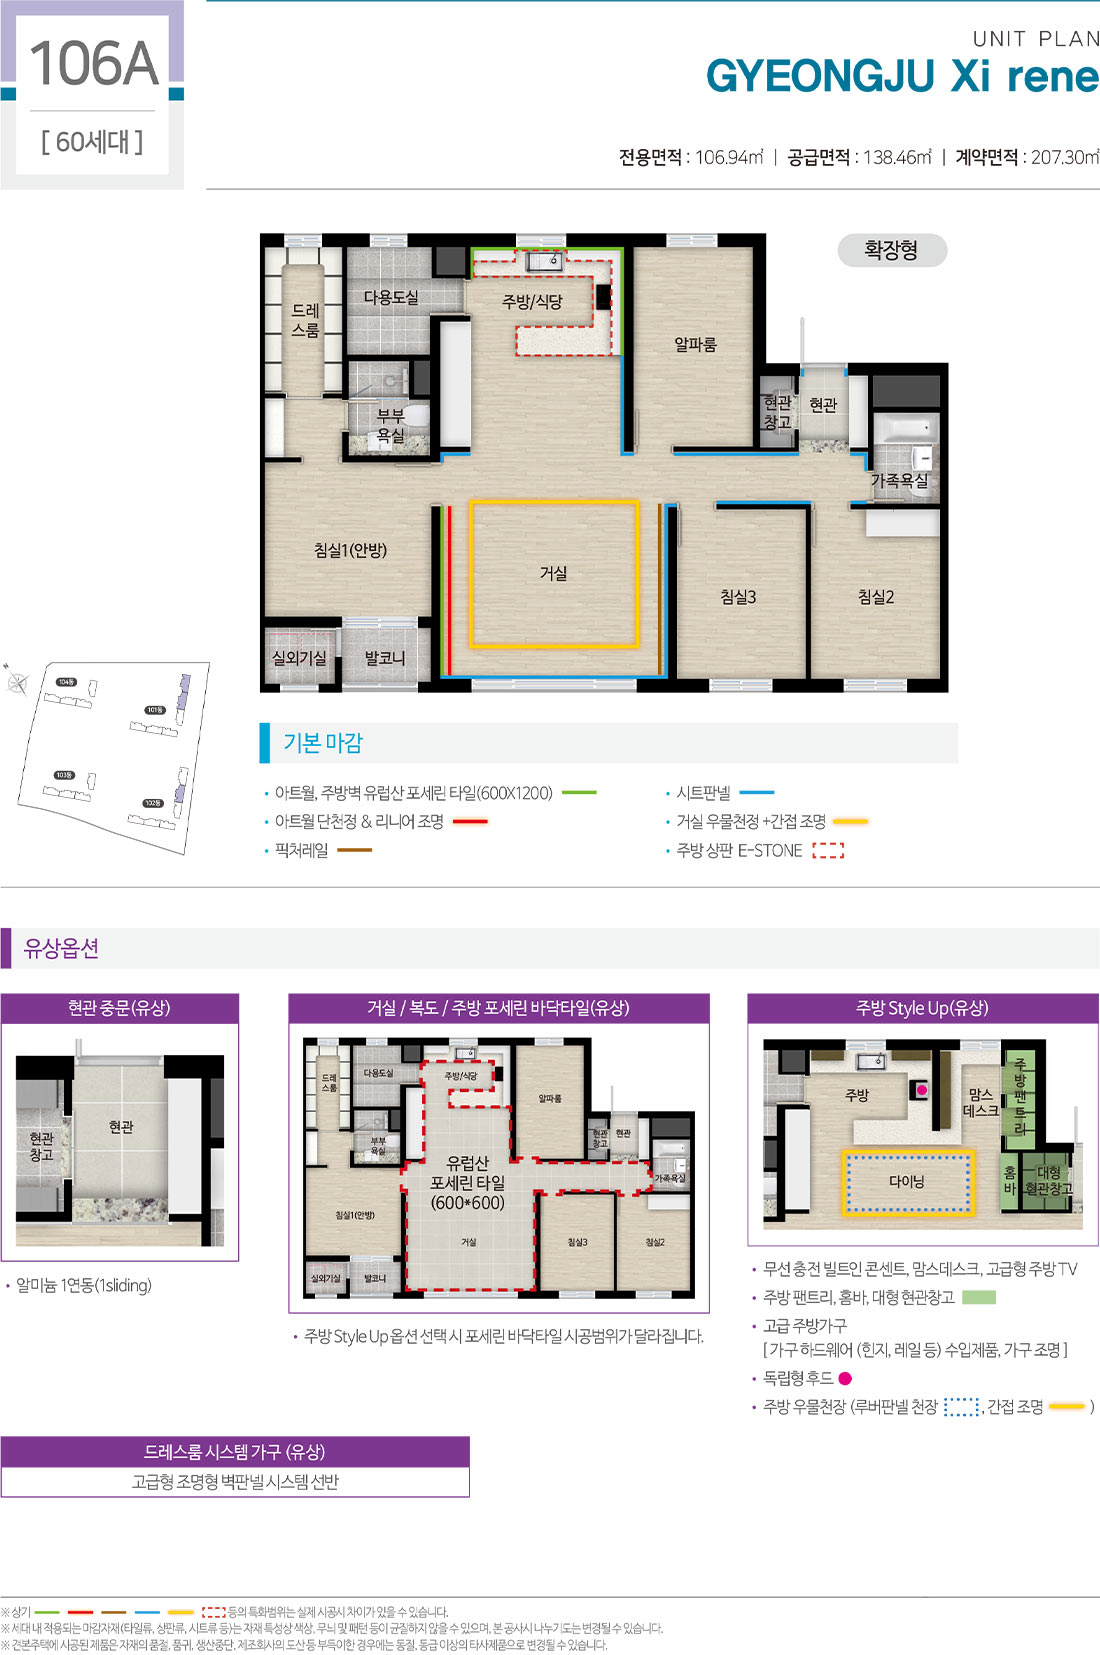 106A
[ 60세대 ]
UNIT PLAN
GYEONGJU Xi rene
전용면적 : 106.94㎡ | 공급면적 : 138.46㎡ | 계약면적 : 207.30㎡
확장형
드레
스룸
다용도실
주방/식당
알파룸
부부
욕실
현관
창고
현관
가족욕실
침실1(안방)
거실
침실3
침실2
실외기실
발코니
N
104동
101동
103동
102동
기본 마감
• 아트월, 주방벽 유럽산 포세린 타일(600X1200)
• 시트판넬
• 아트월 단천정 & 리니어 조명
• 거실 우물천정 +간접 조명
• 픽처레일
• 주방 상판 E-STONE
유상옵션
현관 중문(유상)
현관
창고
현관
• 알미늄 1연동(1sliding)
거실 / 복도 / 주방 포세린 바닥타일(유상)
드레
스룸
다용도실
주방/식당
알파룸
부부
욕실
현관
창고
현관
가족욕실
유럽산
포세린 타일
(600*600)
침실1(안방)
거실
침실3
침실2
실외기실
발코니
• 주방 Style Up 옵션 선택 시 포세린 바닥타일 시공범위가 달라집니다.
주방 Style Up(유상)
주방
맘스
데스크
주방팬트리
다이닝
홈바
대형
현관창고
• 무선 충전 빌트인 콘센트, 맘스데스크, 고급형 주방 TV
• 주방 팬트리, 홈바, 대형 현관창고
• 고급 주방가구
[ 가구 하드웨어 (힌지, 레일 등) 수입제품, 가구 조명 ]
• 독립형 후드
• 주방 우물천장 (루버판넬 천장 , 간접 조명 )
드레스룸 시스템 가구 (유상)
고급형 조명형 벽판넬 시스템 선반
※ 상기 등의 특화범위는 실제 시공시 차이가 있을 수 있습니다.
※ 세대 내 적용되는 마감자재 (타일류, 상판류, 시트류 등)는 자재 특성상 색상, 무늬 및 패턴 등이 균질하지 않을 수 있으며, 본 공사시 나누기도는 변경될 수 있습니다.
※ 견본주택에 시공된 제품은 자재의 품절, 품귀, 생산중단, 제조회사의 도산 등 부득이한 경우에는 동질, 동급 이상의 타사제품으로 변경될 수 있습니다.